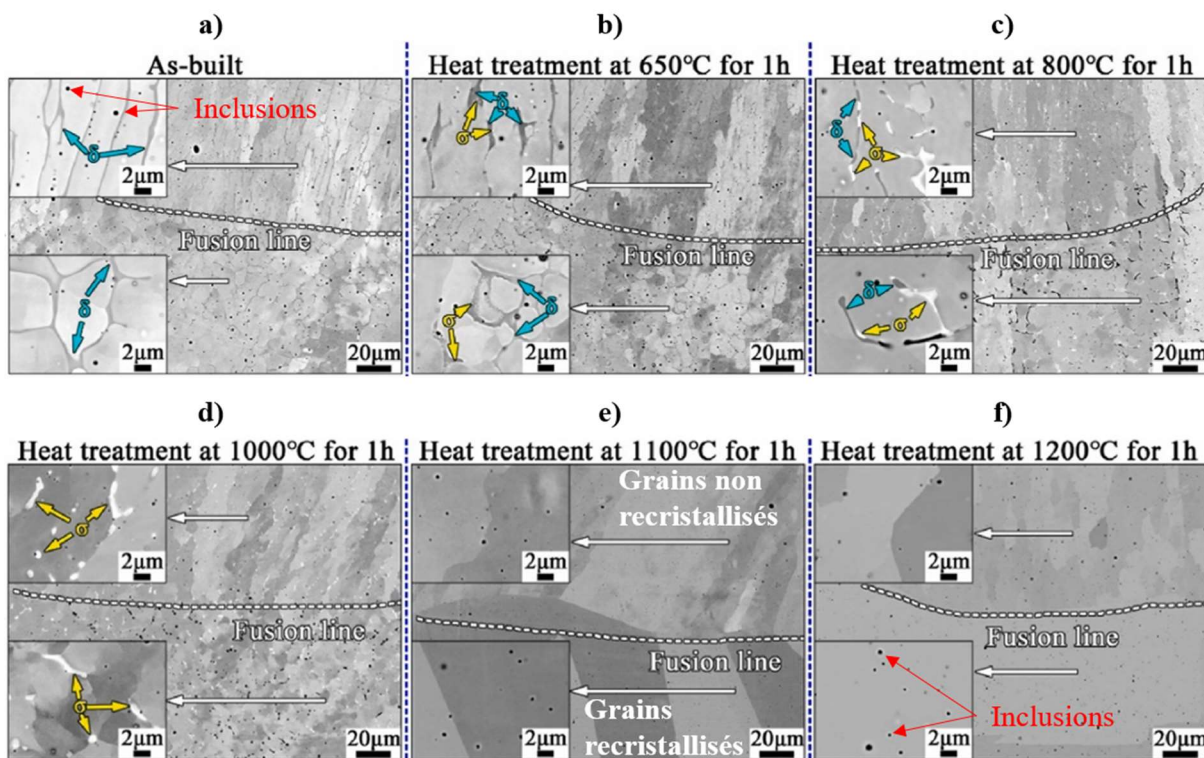 a)
As-built
Inclusions
δ
2μm
Fusion line
δ
2μm
20μm
b)
Heat treatment at 650℃ for 1h
δ
σ
2μm
Fusion line
δ
σ
2μm
20μm
c)
Heat treatment at 800℃ for 1h
δ
σ
2μm
Fusion line
δ
σ
2μm
20μm
d)
Heat treatment at 1000℃ for 1h
σ
2μm
Fusion line
σ
2μm
20μm
e)
Heat treatment at 1100℃ for 1h
Grains non
recristallisés
2μm
Fusion line
Grains
recristallisés
2μm
20μm
f)
Heat treatment at 1200℃ for 1h
2μm
Fusion line
Inclusions
2μm
20μm